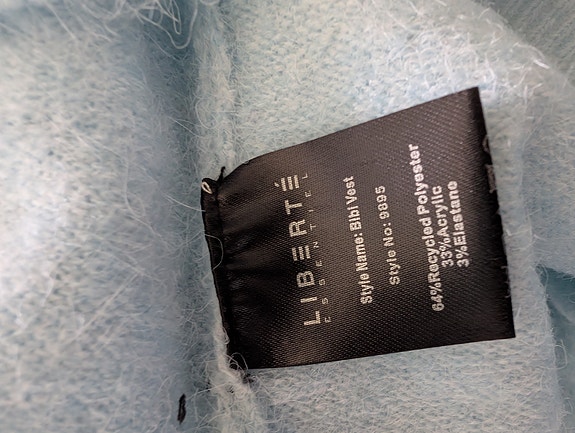 LIBERTÉ
ESSENTIEL
Style Name: Bibi Vest
Style No: 9895
64%Recycled Polyester
33%Acrylic
3%Elastane